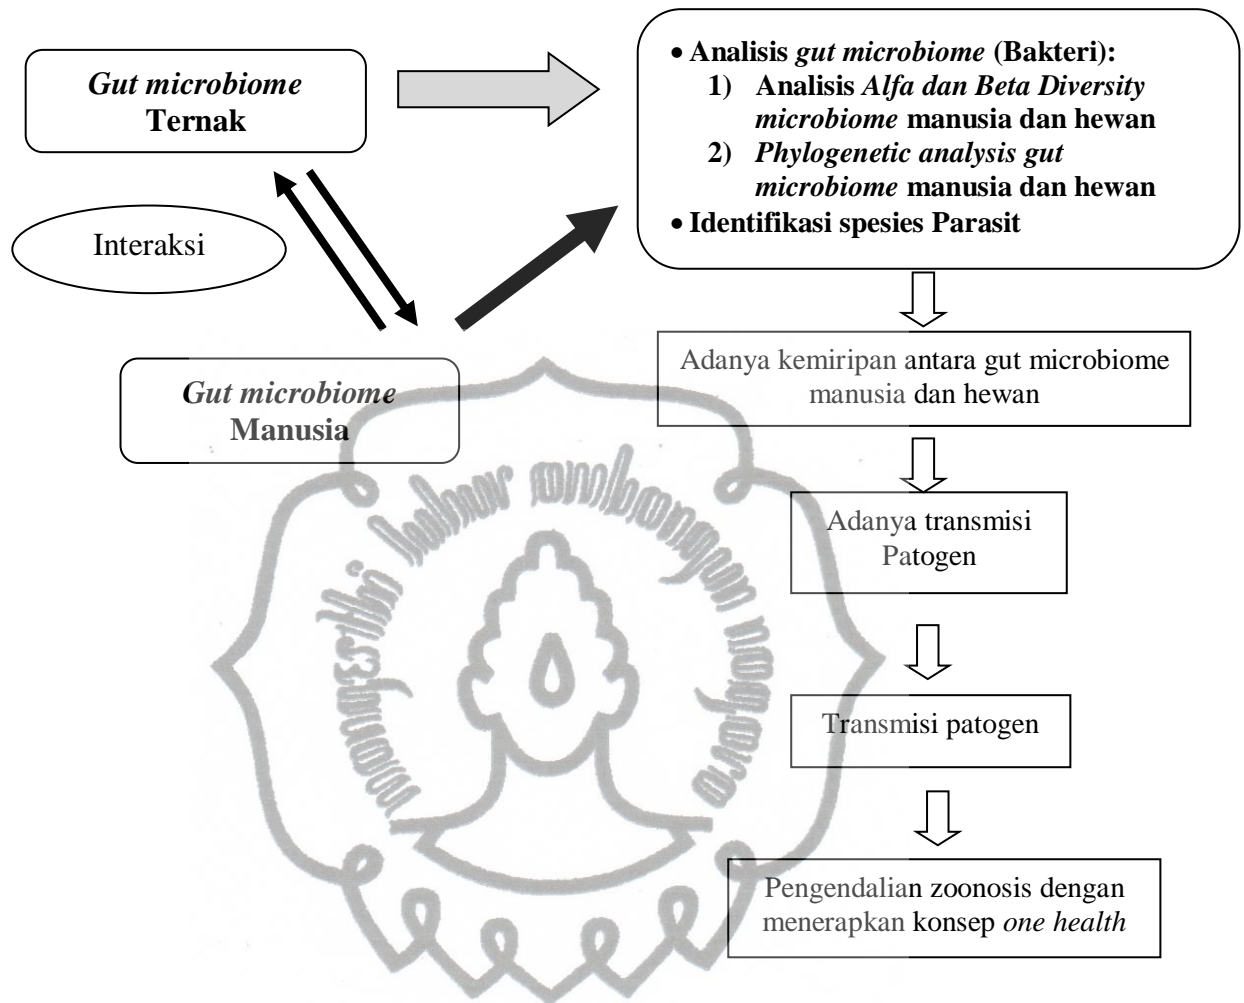 Gut microbiome
Ternak
• Analisis gut microbiome (Bakteri):
1) Analisis Alfa dan Beta Diversity
microbiome manusia dan hewan
2) Phylogenetic analysis gut
microbiome manusia dan hewan
• Identifikasi spesies Parasit
Interaksi
Gut microbiome
Manusia
Adanya kemiripan antara gut microbiome
manusia dan hewan
Adanya transmisi
Patogen
Transmisi patogen
Pengendalian zoonosis dengan
menerapkan konsep one health